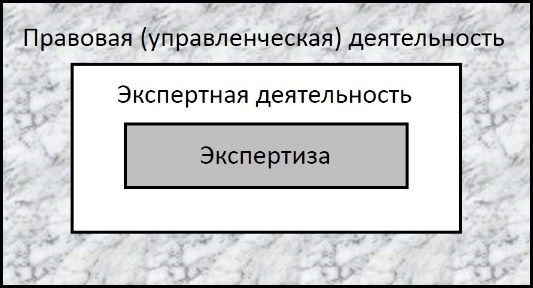 Правовая (управленческая) деятельность
Экспертная деятельность
Экспертиза